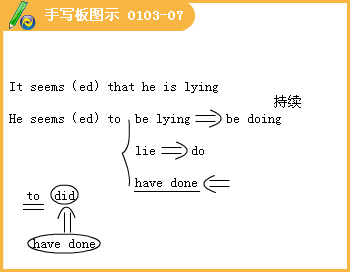 手写板图示 0103-07
It seems (ed) that he is lying
持续
He seems (ed) to be lying be doing
lie do
have done
to did
have done